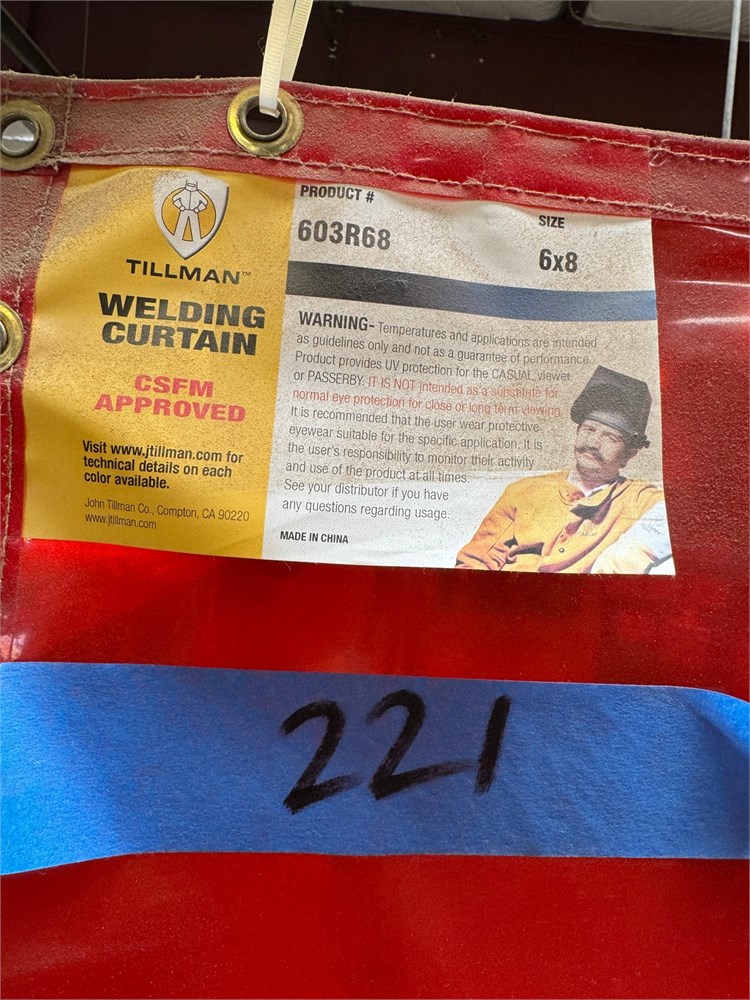 TILLMAN™
WELDING
CURTAIN
CSFM
APPROVED
Visit www.jtillman.com for
technical details on each
color available.
John Tillman Co., Compton, CA 90220
www.jtillman.com
PRODUCT #
603R68
SIZE
6x8
WARNING- Temperatures and applications are intended
as guidelines only and not as a guarantee of performance.
Product provides UV protection for the CASUAL viewer
or PASSERBY. IT IS NOT intended as a substitute for
normal eye protection for close or long term viewing.
It is recommended that the user wear protective
eyewear suitable for the specific application. It is
the user's responsibility to monitor their activity
and use of the product at all times.
See your distributor if you have
any questions regarding usage.
MADE IN CHINA
221